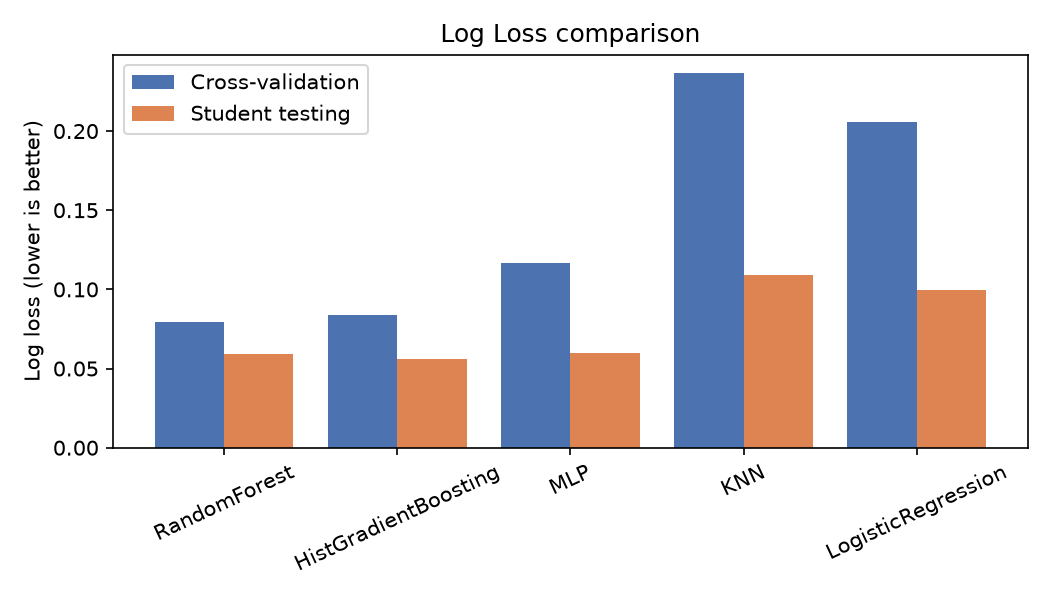 Log Loss comparison
Cross-validation
Student testing
Log loss (lower is better)
0.20
0.15
0.10
0.05
0.00
RandomForest
HistGradientBoosting
MLP
KNN
LogisticRegression